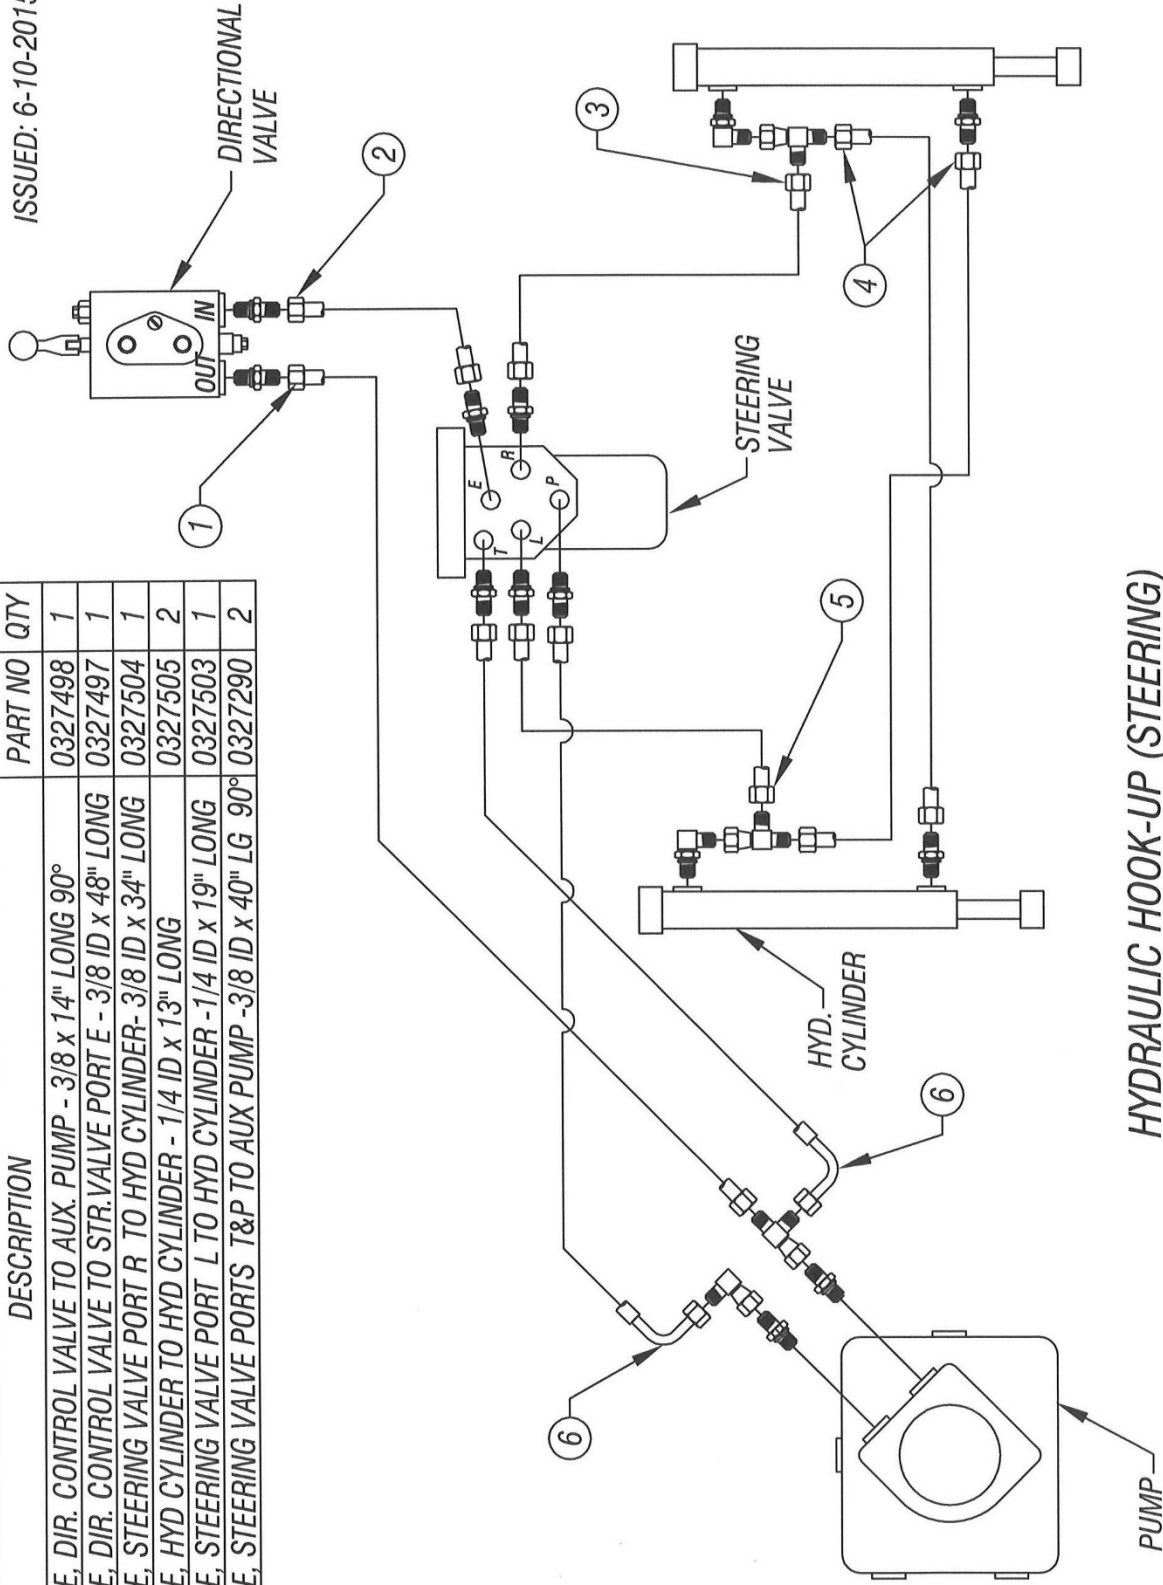 ISSUED: 6-10-2015
DESCRIPTION PART NO QTY
E, DIR. CONTROL VALVE TO AUX. PUMP - 3/8 x 14" LONG 90° 0327498 1
E, DIR. CONTROL VALVE TO STR.VALVE PORT E - 3/8 ID x 48" LONG 0327497 1
E, STEERING VALVE PORT R TO HYD CYLINDER- 3/8 ID x 34" LONG 0327504 1
E, HYD CYLINDER TO HYD CYLINDER - 1/4 ID x 13" LONG 0327505 2
E, STEERING VALVE PORT L TO HYD CYLINDER -1/4 ID x 19" LONG 0327503 1
E, STEERING VALVE PORTS T&P TO AUX PUMP -3/8 ID x 40" LG 90° 0327290 2
DIRECTIONAL
VALVE
OUT IN
1
2
3
4
5
6
6
T
E
L
R
P
STEERING
VALVE
HYD.
CYLINDER
PUMP
HYDRAULIC HOOK-UP (STEERING)